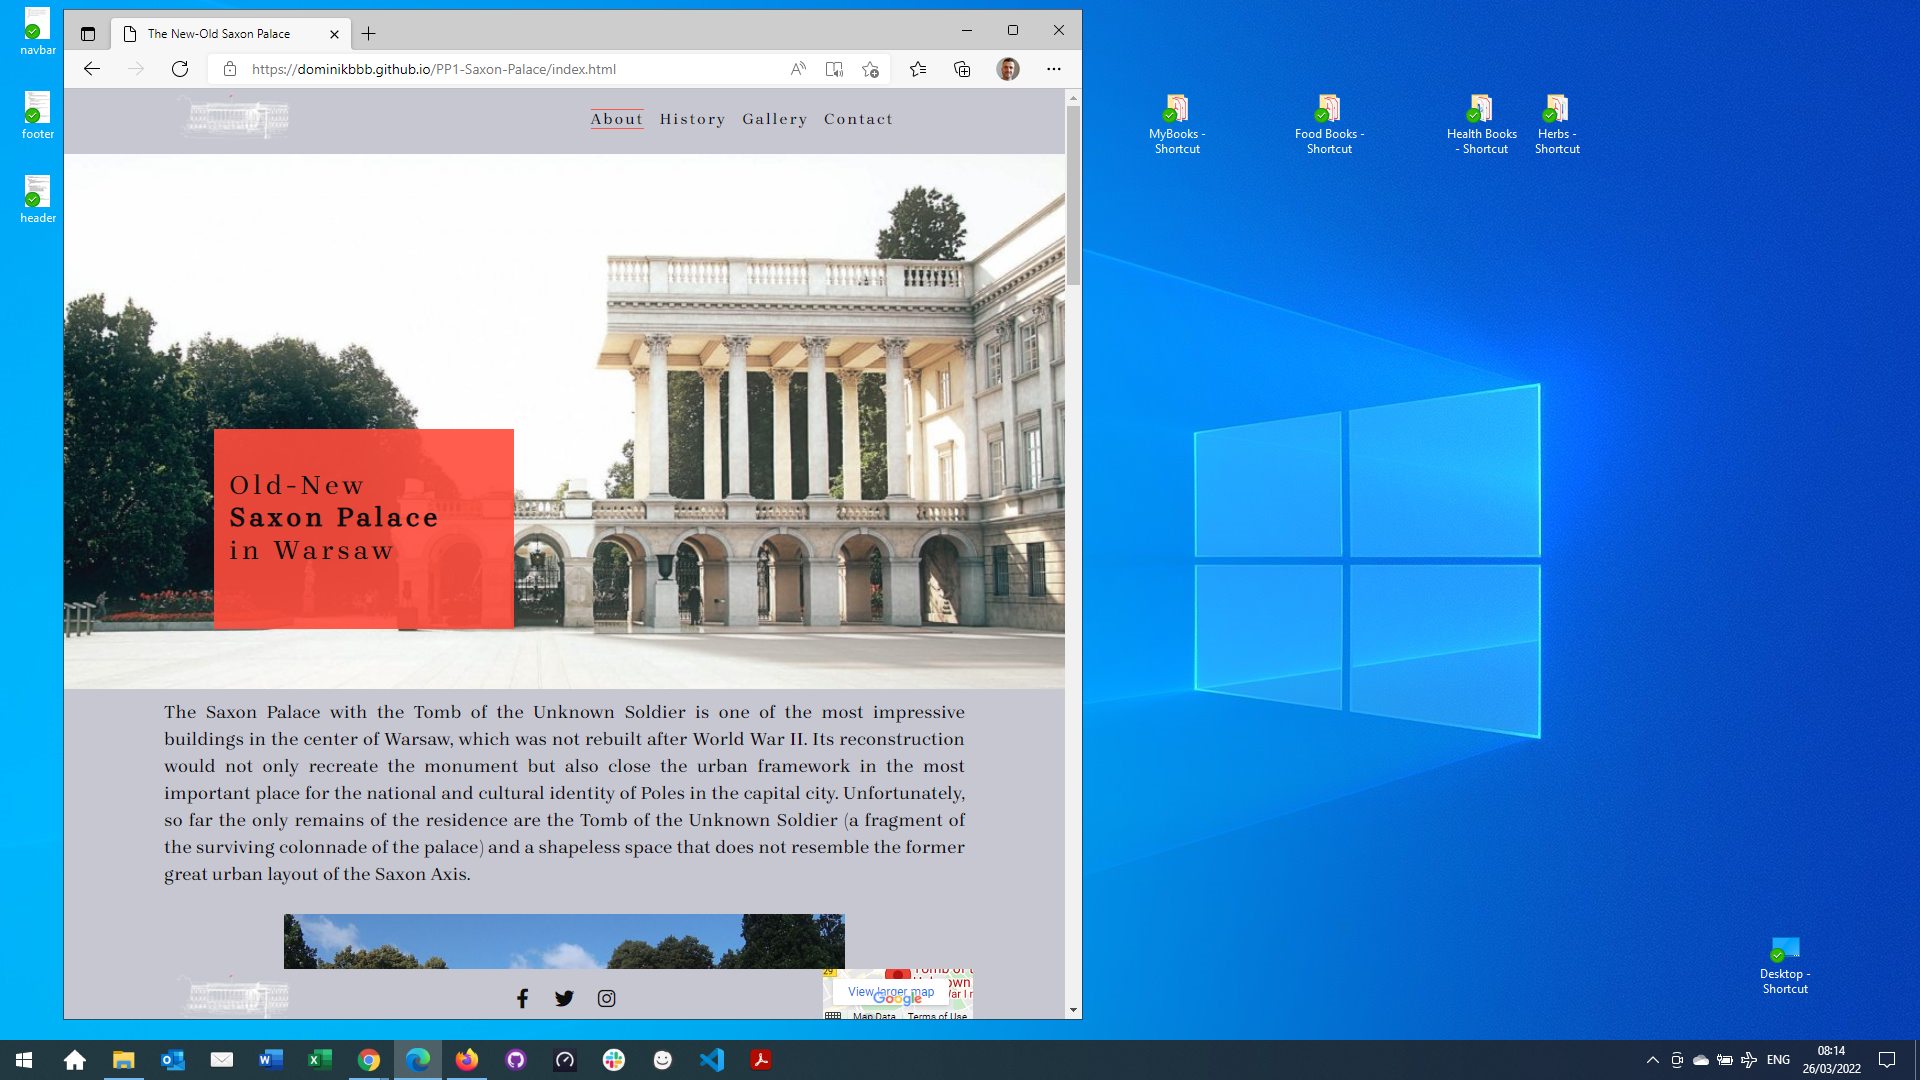 navbar
footer
header
The New-Old Saxon Palace
https://dominikbbb.github.io/PP1-Saxon-Palace/index.html
About History Gallery Contact
Old-New
Saxon Palace
in Warsaw
The Saxon Palace with the Tomb of the Unknown Soldier is one of the most impressive
buildings in the center of Warsaw, which was not rebuilt after World War II. Its reconstruction
would not only recreate the monument but also close the urban framework in the most
important place for the national and cultural identity of Poles in the capital city. Unfortunately,
so far the only remains of the residence are the Tomb of the Unknown Soldier (a fragment of
the surviving colonnade of the palace) and a shapeless space that does not resemble the former
great urban layout of the Saxon Axis.
29
Tomb of
View larger map
Google
Map Data Terms of Use
MyBooks -
Shortcut
Food Books -
Shortcut
Health Books
- Shortcut
Herbs -
Shortcut
Desktop -
Shortcut
ENG
08:14
26/03/2022